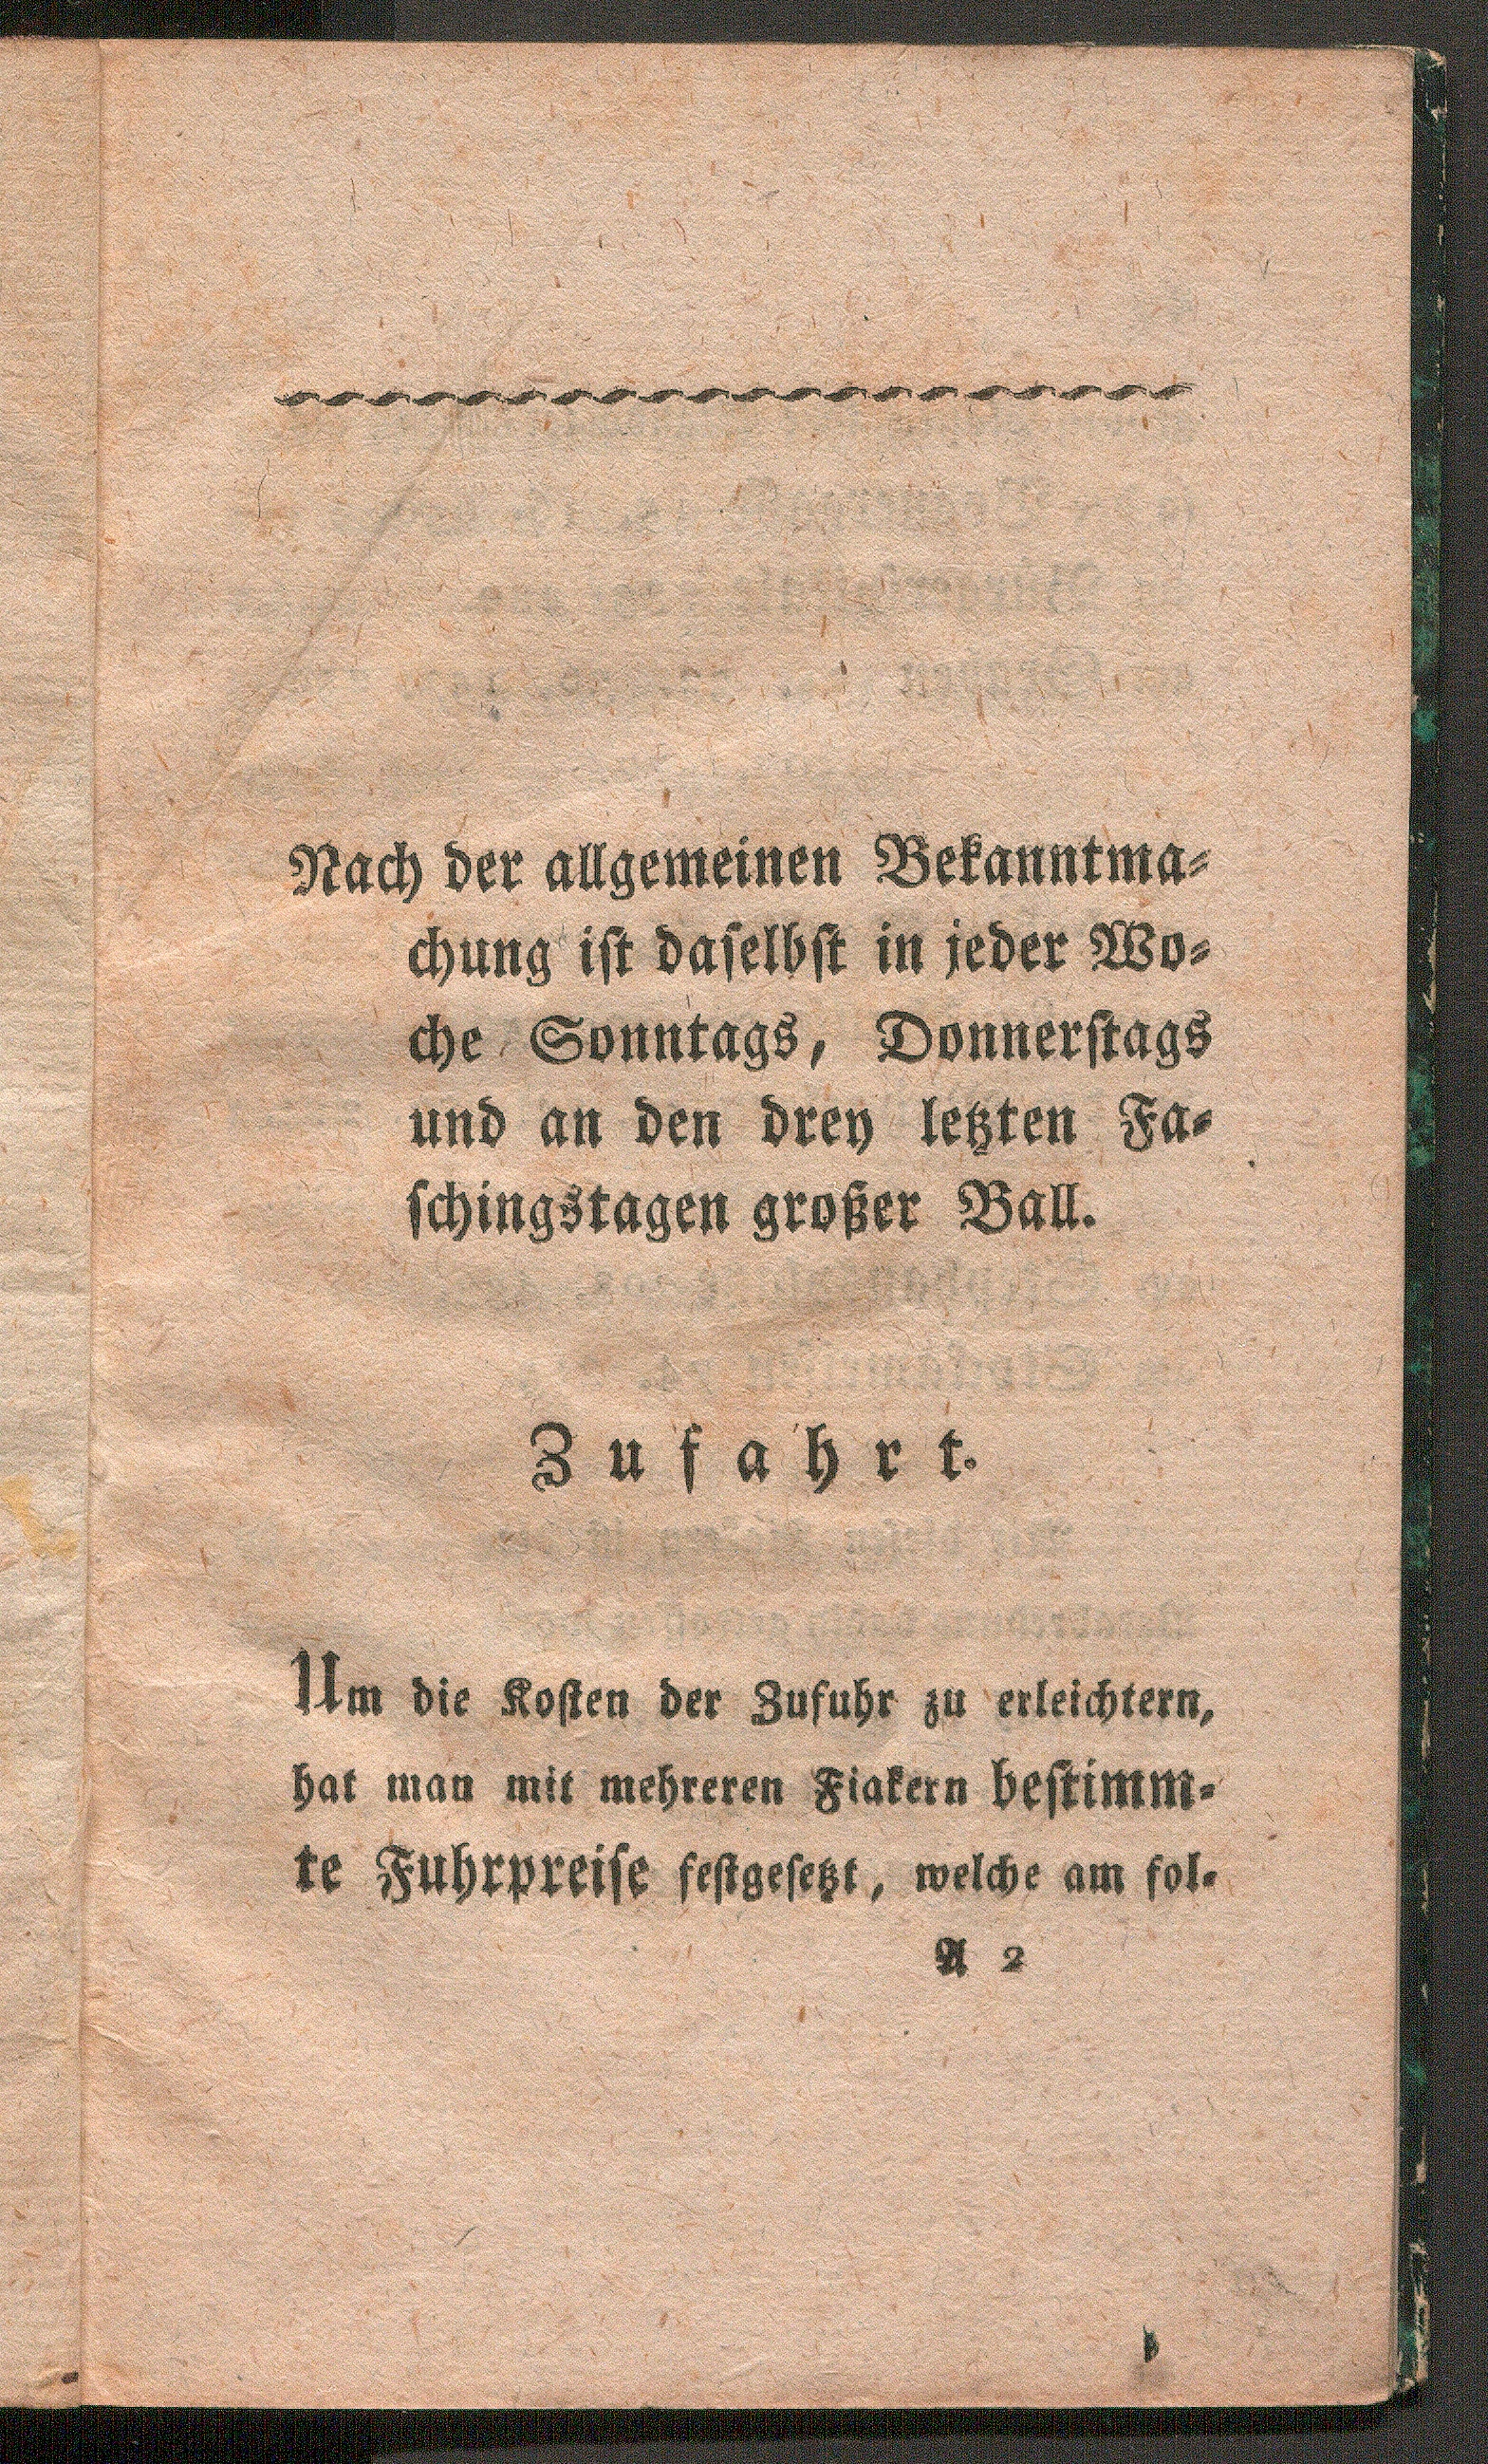 Nach der allgemeinen Bekanntma⸗
chung ist daselbst in jeder Wo⸗
che Sonntags, Donnerstags
und an den drey letzten Fa⸗
schingstagen großer Ball.
Zufahrt.
Um die Kosten der Zufuhr zu erleichtern,
hat man mit mehreren Fiakern bestimm⸗
te Fuhrpreise festgesetzt, welche am fol⸗
A 2